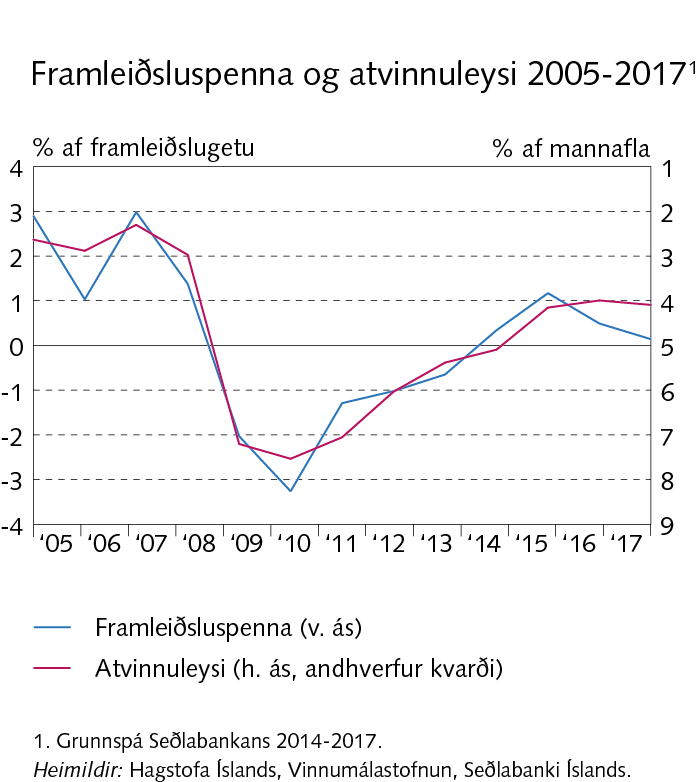 Framleiðsluspenna og atvinnuleysi 2005-2017¹
% af framleiðslugetu % af mannafla
4 1
3 2
2 3
1 4
0 5
-1 6
-2 7
-3 8
-4 9
‘05 ‘06 ‘07 ‘08 ‘09 ‘10 ‘11 ‘12 ‘13 ‘14 ‘15 ‘16 ‘17
Framleiðsluspenna (v. ás)
Atvinnuleysi (h. ás, andhverfur kvarði)
1. Grunnspá Seðlabankans 2014-2017.
Heimildir: Hagstofa Íslands, Vinnumálastofnun, Seðlabanki Íslands.